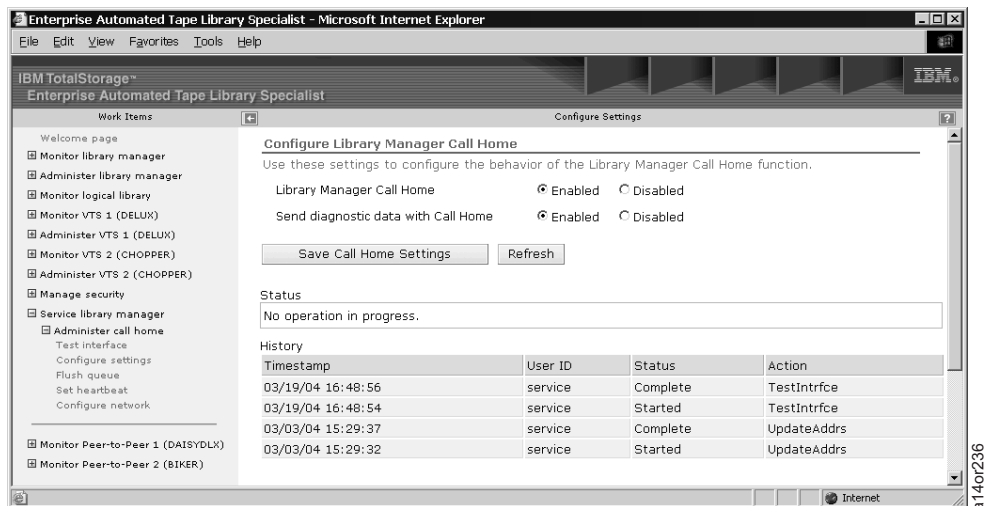 Enterprise Automated Tape Library Specialist - Microsoft Internet Explorer
File Edit View Favorites Tools Help
IBM TotalStorage™
Enterprise Automated Tape Library Specialist
IBM®
Work Items
Configure Settings
?
Welcome page
Monitor library manager
Administer library manager
Monitor logical library
Monitor VTS 1 (DELUX)
Administer VTS 1 (DELUX)
Monitor VTS 2 (CHOPPER)
Administer VTS 2 (CHOPPER)
Manage security
Service library manager
Administer call home
Test interface
Configure settings
Flush queue
Set heartbeat
Configure network
Monitor Peer-to-Peer 1 (DAISYDLX)
Monitor Peer-to-Peer 2 (BIKER)
Configure Library Manager Call Home
Use these settings to configure the behavior of the Library Manager Call Home function.
Library Manager Call Home Enabled Disabled
Send diagnostic data with Call Home Enabled Disabled
Save Call Home Settings Refresh
Status
No operation in progress.
History
Timestamp User ID Status Action
03/19/04 16:48:56 service Complete TestIntrfce
03/19/04 16:48:54 service Started TestIntrfce
03/03/04 15:29:37 service Complete UpdateAddrs
03/03/04 15:29:32 service Started UpdateAddrs
Internet
a14or236